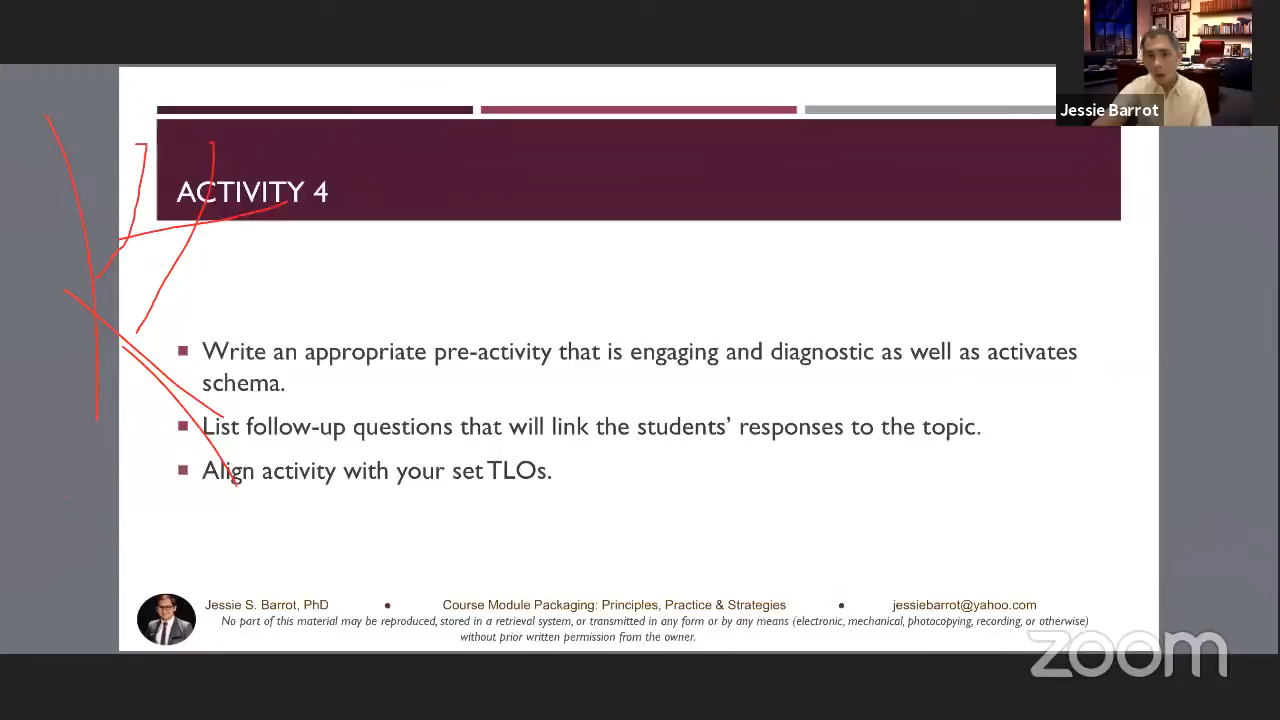 Jessie Barrot
ACTIVITY 4
Write an appropriate pre-activity that is engaging and diagnostic as well as activates
schema.
List follow-up questions that will link the students’ responses to the topic.
Align activity with your set TLOs.
Jessie S. Barrot, PhD • Course Module Packaging: Principles, Practice & Strategies • jessiebarrot@yahoo.com
No part of this material may be reproduced, stored in a retrieval system, or transmitted in any form or by any means (electronic, mechanical, photocopying, recording, or otherwise)
without prior written permission from the owner.
zoom